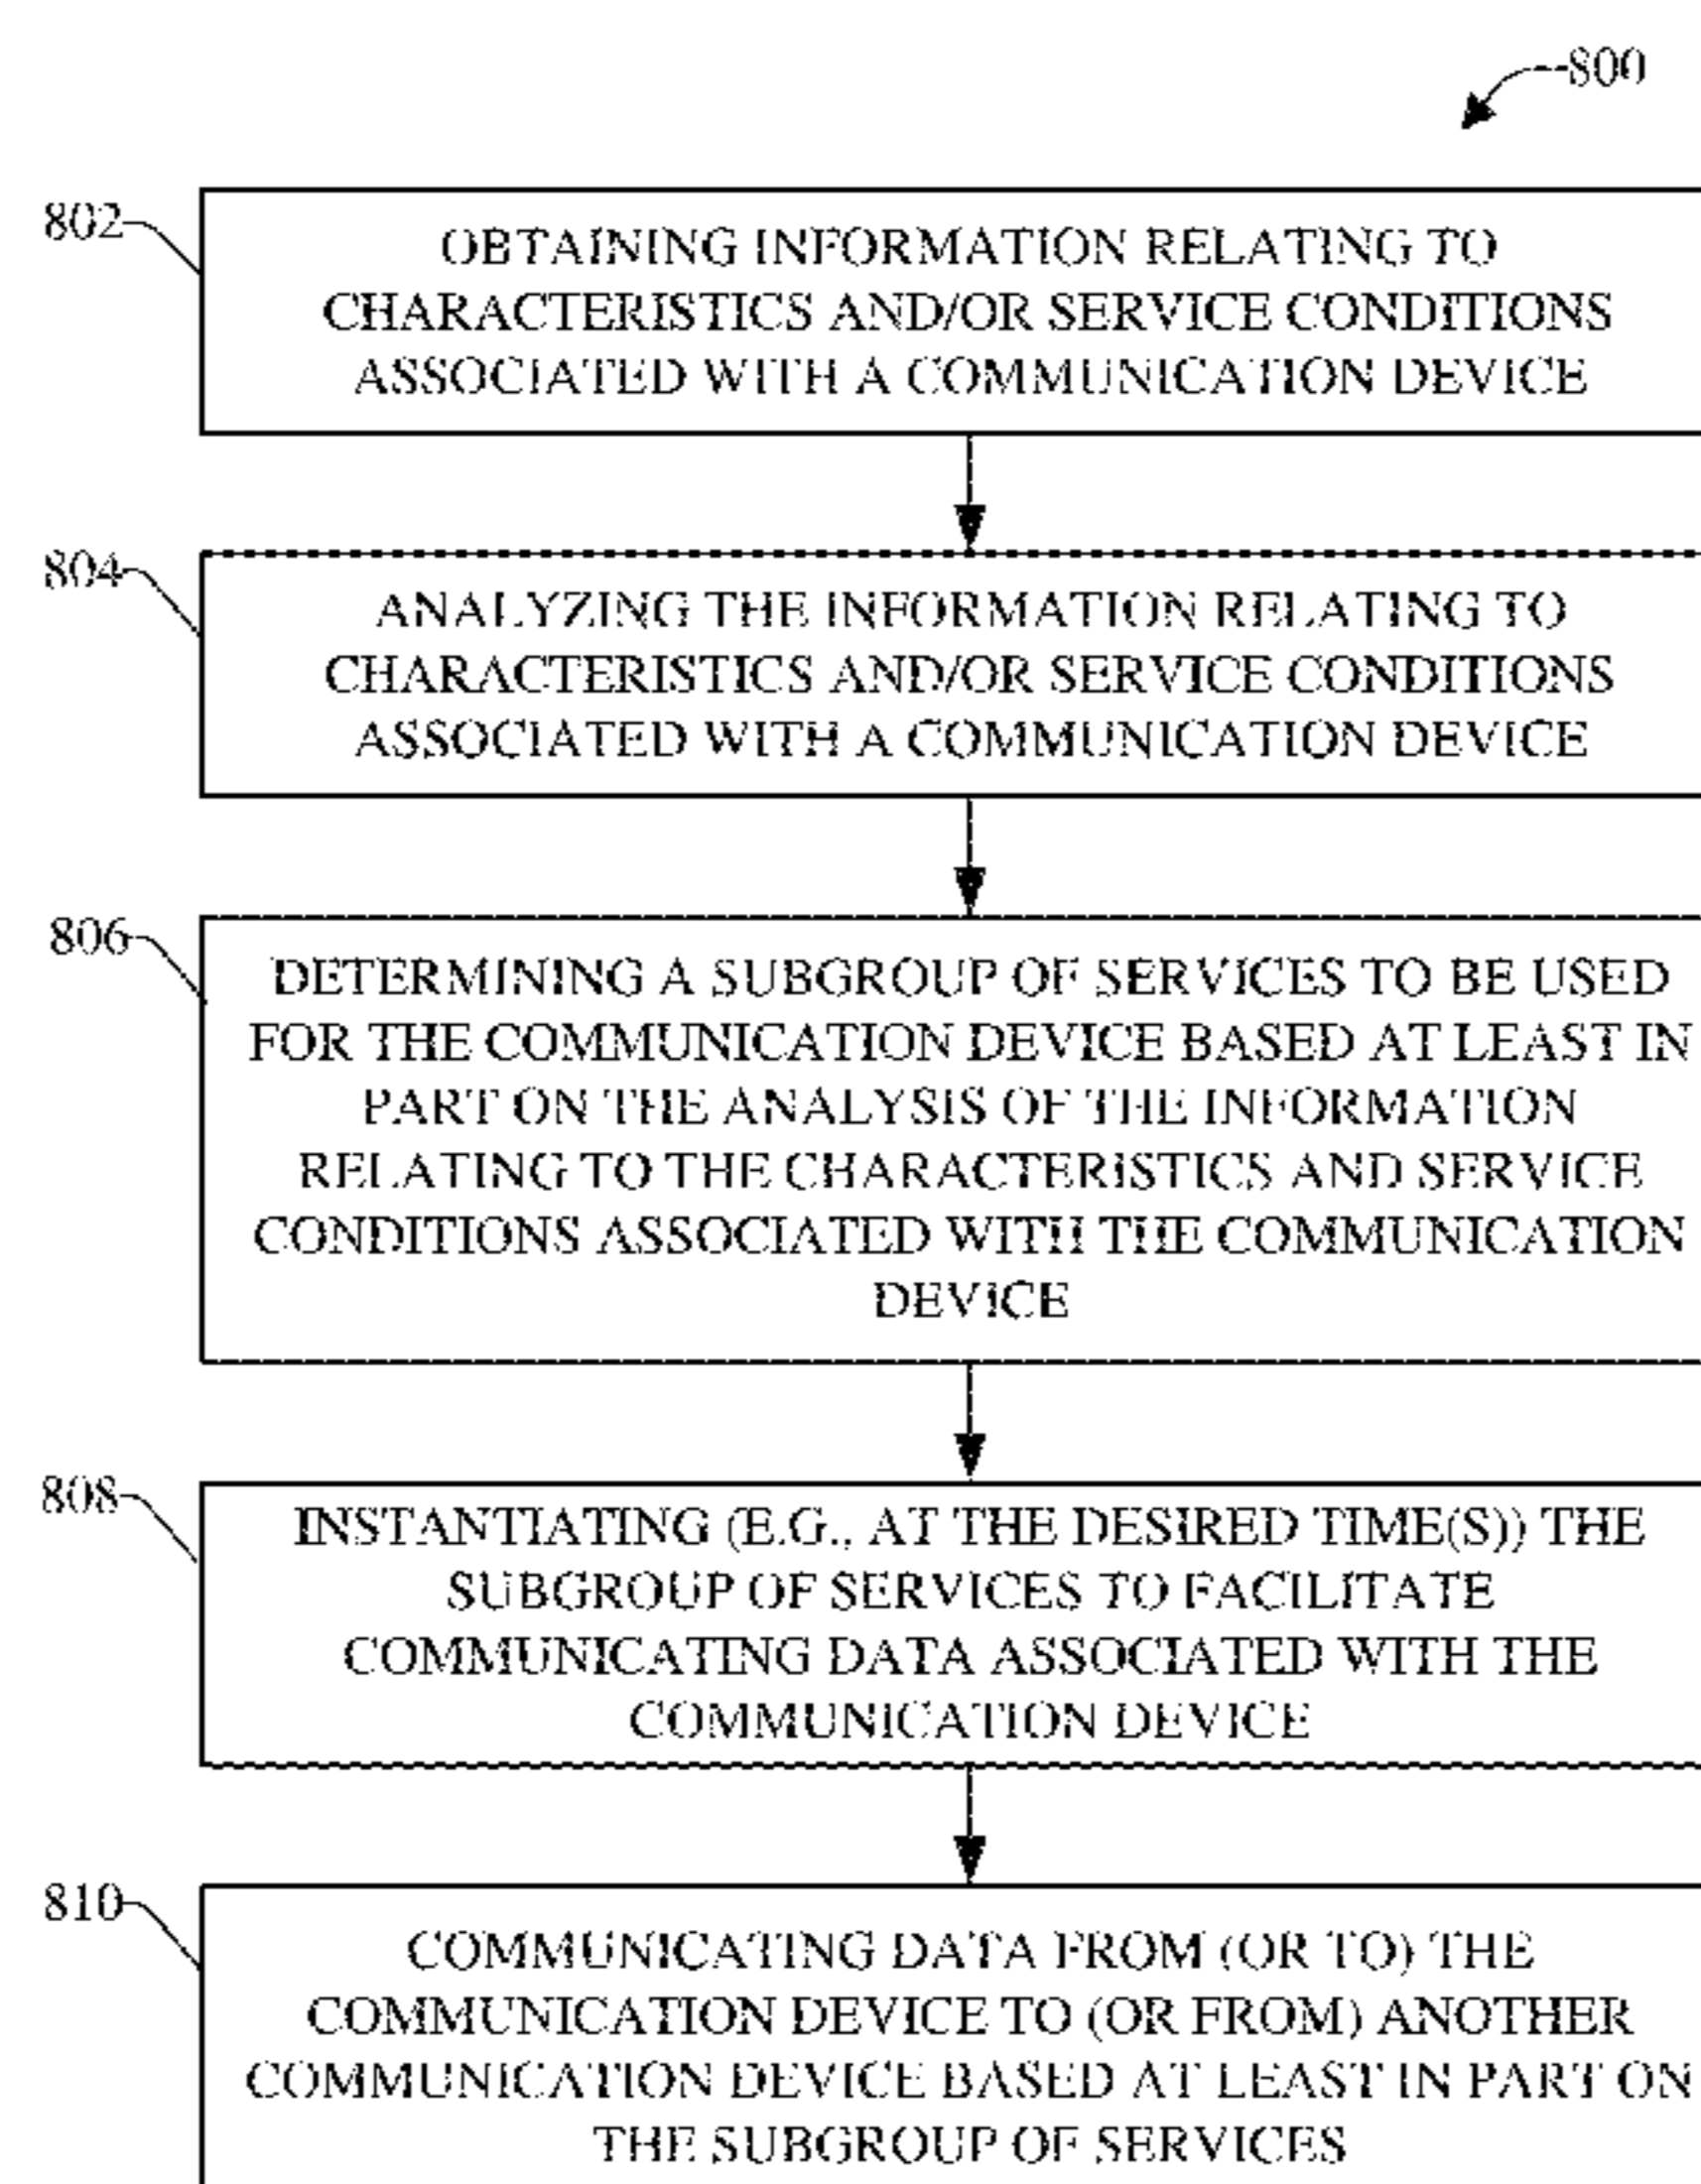 800
802
OBTAINING INFORMATION RELATING TO
CHARACTERISTICS AND/OR SERVICE CONDITIONS
ASSOCIATED WITH A COMMUNICATION DEVICE
804
ANALYZING THE INFORMATION RELATING TO
CHARACTERISTICS AND/OR SERVICE CONDITIONS
ASSOCIATED WITH A COMMUNICATION DEVICE
806
DETERMINING A SUBGROUP OF SERVICES TO BE USED
FOR THE COMMUNICATION DEVICE BASED AT LEAST IN
PART ON THE ANALYSIS OF THE INFORMATION
RELATING TO THE CHARACTERISTICS AND SERVICE
CONDITIONS ASSOCIATED WITH THE COMMUNICATION
DEVICE
808
INSTANTIATING (E.G., AT THE DESIRED TIME(S)) THE
SUBGROUP OF SERVICES TO FACILITATE
COMMUNICATING DATA ASSOCIATED WITH THE
COMMUNICATION DEVICE
810
COMMUNICATING DATA FROM (OR TO) THE
COMMUNICATION DEVICE TO (OR FROM) ANOTHER
COMMUNICATION DEVICE BASED AT LEAST IN PART ON
THE SUBGROUP OF SERVICES